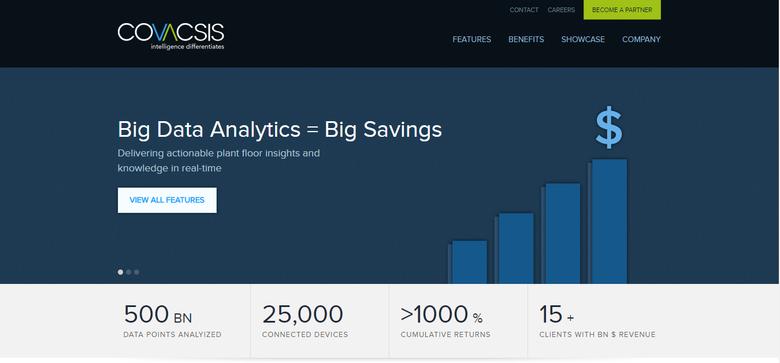 CONTACT CAREERS BECOME A PARTNER
COVACSIS
intelligence differentiates
FEATURES BENEFITS SHOWCASE COMPANY
Big Data Analytics = Big Savings
Delivering actionable plant floor insights and
knowledge in real-time
VIEW ALL FEATURES
$
500 BN
DATA POINTS ANALYIZED
25,000
CONNECTED DEVICES
>1000 %
CUMULATIVE RETURNS
15 +
CLIENTS WITH BN $ REVENUE